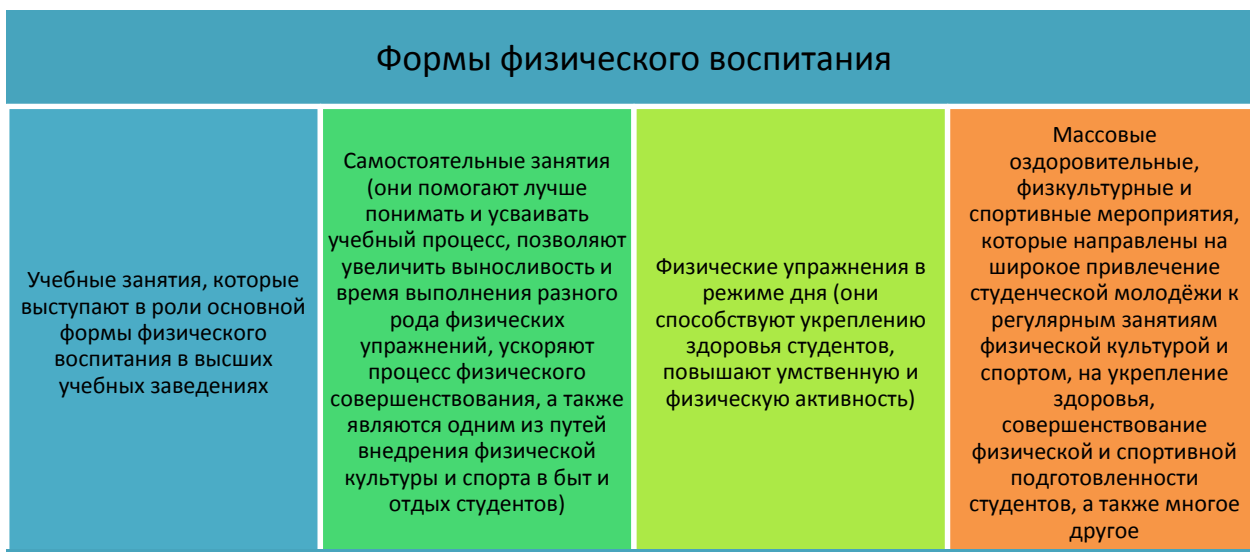 Формы физического воспитания
Учебные занятия, которые
выступают в роли основной
формы физического
воспитания в высших
учебных заведениях
Самостоятельные занятия
(они помогают лучше
понимать и усваивать
учебный процесс, позволяют
увеличить выносливость и
время выполнения разного
рода физических
упражнений, ускоряют
процесс физического
совершенствования, а также
являются одним из путей
внедрения физической
культуры и спорта в быт и
отдых студентов)
Физические упражнения в
режиме дня (они
способствуют укреплению
здоровья студентов,
повышают умственную и
физическую активность)
Массовые
оздоровительные,
физкультурные и
спортивные мероприятия,
которые направлены на
широкое привлечение
студенческой молодёжи к
регулярным занятиям
физической культурой и
спортом, на укрепление
здоровья,
совершенствование
физической и спортивной
подготовленности
студентов, а также многое
другое